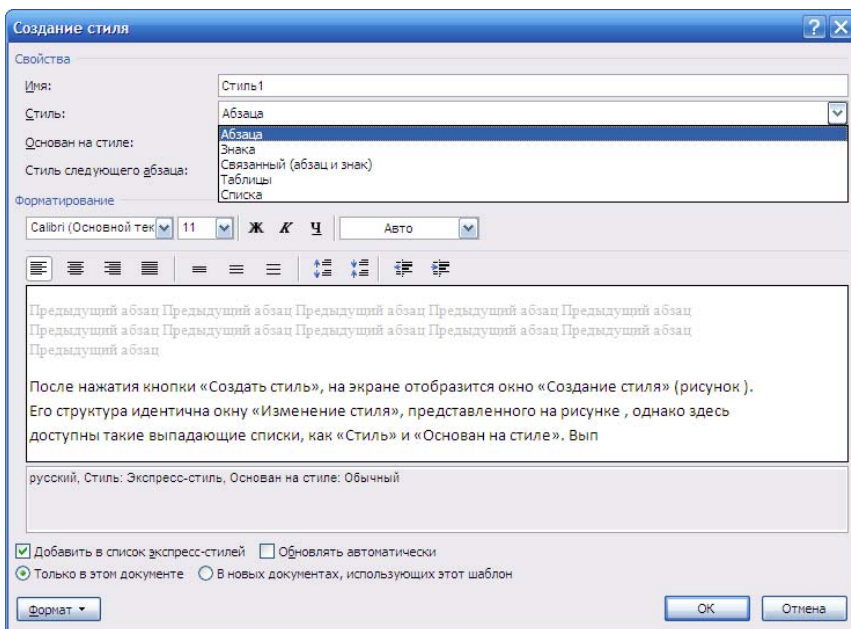 Создание стиля
Свойства
Имя: Стиль1
Стиль: Абзаца
Абзаца
Основан на стиле: Знака
Связанный (абзац и знак)
Стиль следующего абзаца: Таблицы
Списка
Форматирование
Calibri (Основной тек 11 Ж К Ч Авто
Предыдущий абзац Предыдущий абзац Предыдущий абзац Предыдущий абзац Предыдущий абзац
Предыдущий абзац Предыдущий абзац Предыдущий абзац Предыдущий абзац Предыдущий абзац
Предыдущий абзац
После нажатия кнопки «Создать стиль», на экране отобразится окно «Создание стиля» (рисунок ).
Его структура идентична окну «Изменение стиля», представленного на рисунке , однако здесь
доступны такие выпадающие списки, как «Стиль» и «Основан на стиле». Вып
русский, Стиль: Экспресс-стиль, Основан на стиле: Обычный
Добавить в список экспресс-стилей Обновлять автоматически
Только в этом документе В новых документах, использующих этот шаблон
Формат ОК Отмена